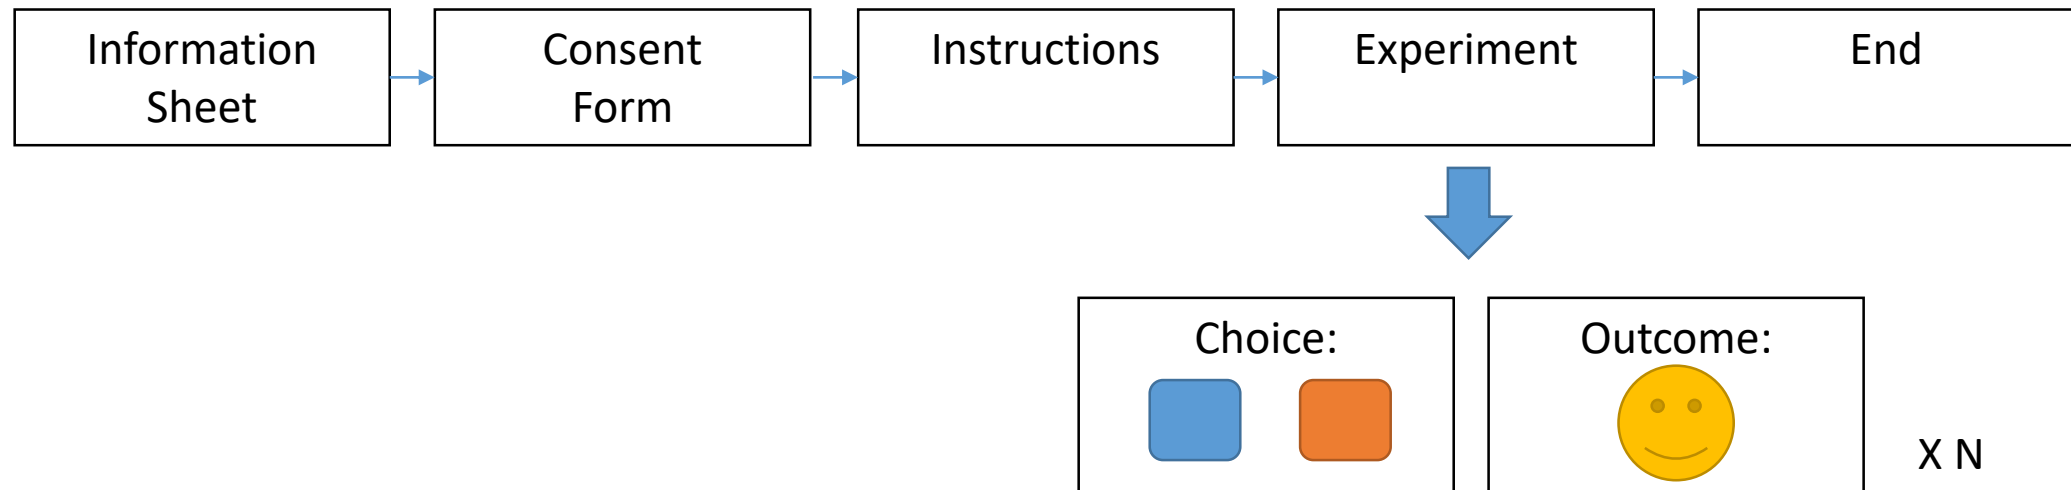 Information
Sheet
Consent
Form
Instructions
Experiment
End
Choice:
Outcome:
X N